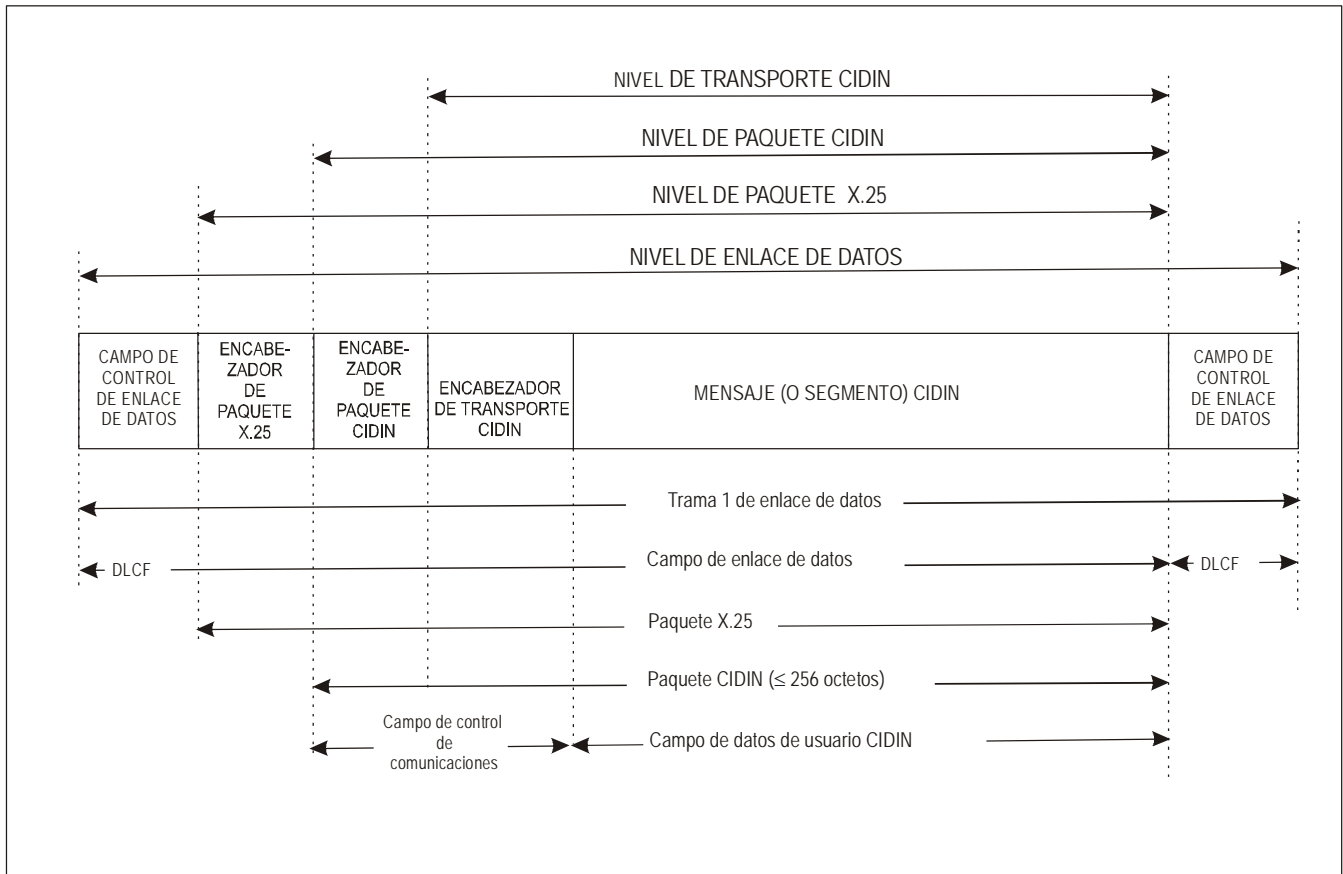 NIVEL DE TRANSPORTE CIDIN
NIVEL DE PAQUETE CIDIN
NIVEL DE PAQUETE X.25
NIVEL DE ENLACE DE DATOS
CAMPO DE
CONTROL
DE ENLACE
DE DATOS
ENCABE-
ZADOR
DE
PAQUETE
X.25
ENCABE-
ZADOR
DE
PAQUETE
CIDIN
ENCABEZADOR
DE TRANSPORTE
CIDIN
MENSAJE (O SEGMENTO) CIDIN
CAMPO DE
CONTROL
DE ENLACE
DE DATOS
Trama 1 de enlace de datos
DLCF
Campo de enlace de datos
DLCF
Paquete X.25
Paquete CIDIN (≤ 256 octetos)
Campo de control
de
comunicaciones
Campo de datos de usuario CIDIN